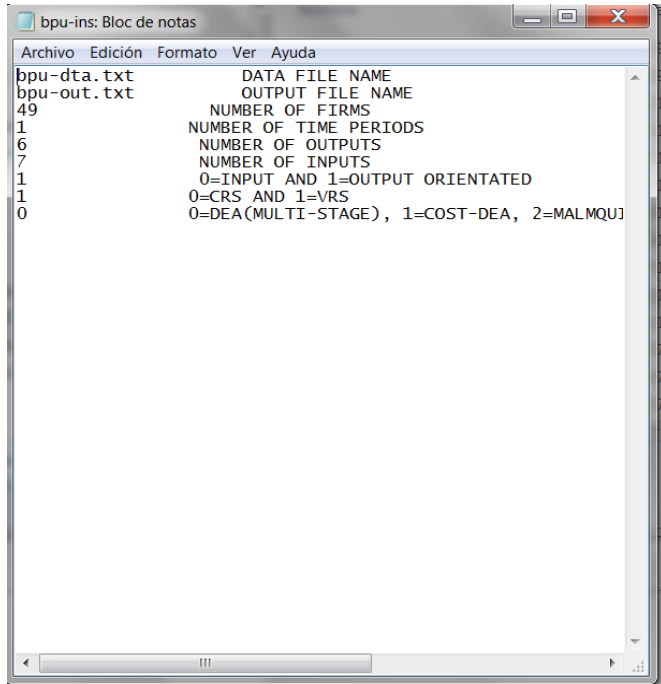 bpu-ins: Bloc de notas
Archivo Edición Formato Ver Ayuda
bpu-dta.txt DATA FILE NAME
bpu-out.txt OUTPUT FILE NAME
49 NUMBER OF FIRMS
1 NUMBER OF TIME PERIODS
6 NUMBER OF OUTPUTS
7 NUMBER OF INPUTS
1 0=INPUT AND 1=OUTPUT ORIENTATED
1 0=CRS AND 1=VRS
0 0=DEA(MULTI-STAGE), 1=COST-DEA, 2=MALMQUI